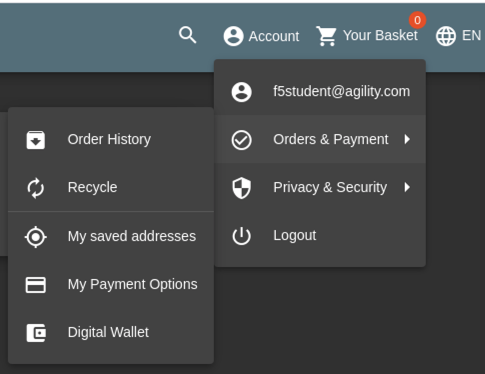 0
Account
Your Basket
EN
f5student@agility.com
Orders & Payment
Privacy & Security
Logout
Order History
Recycle
My saved addresses
My Payment Options
Digital Wallet